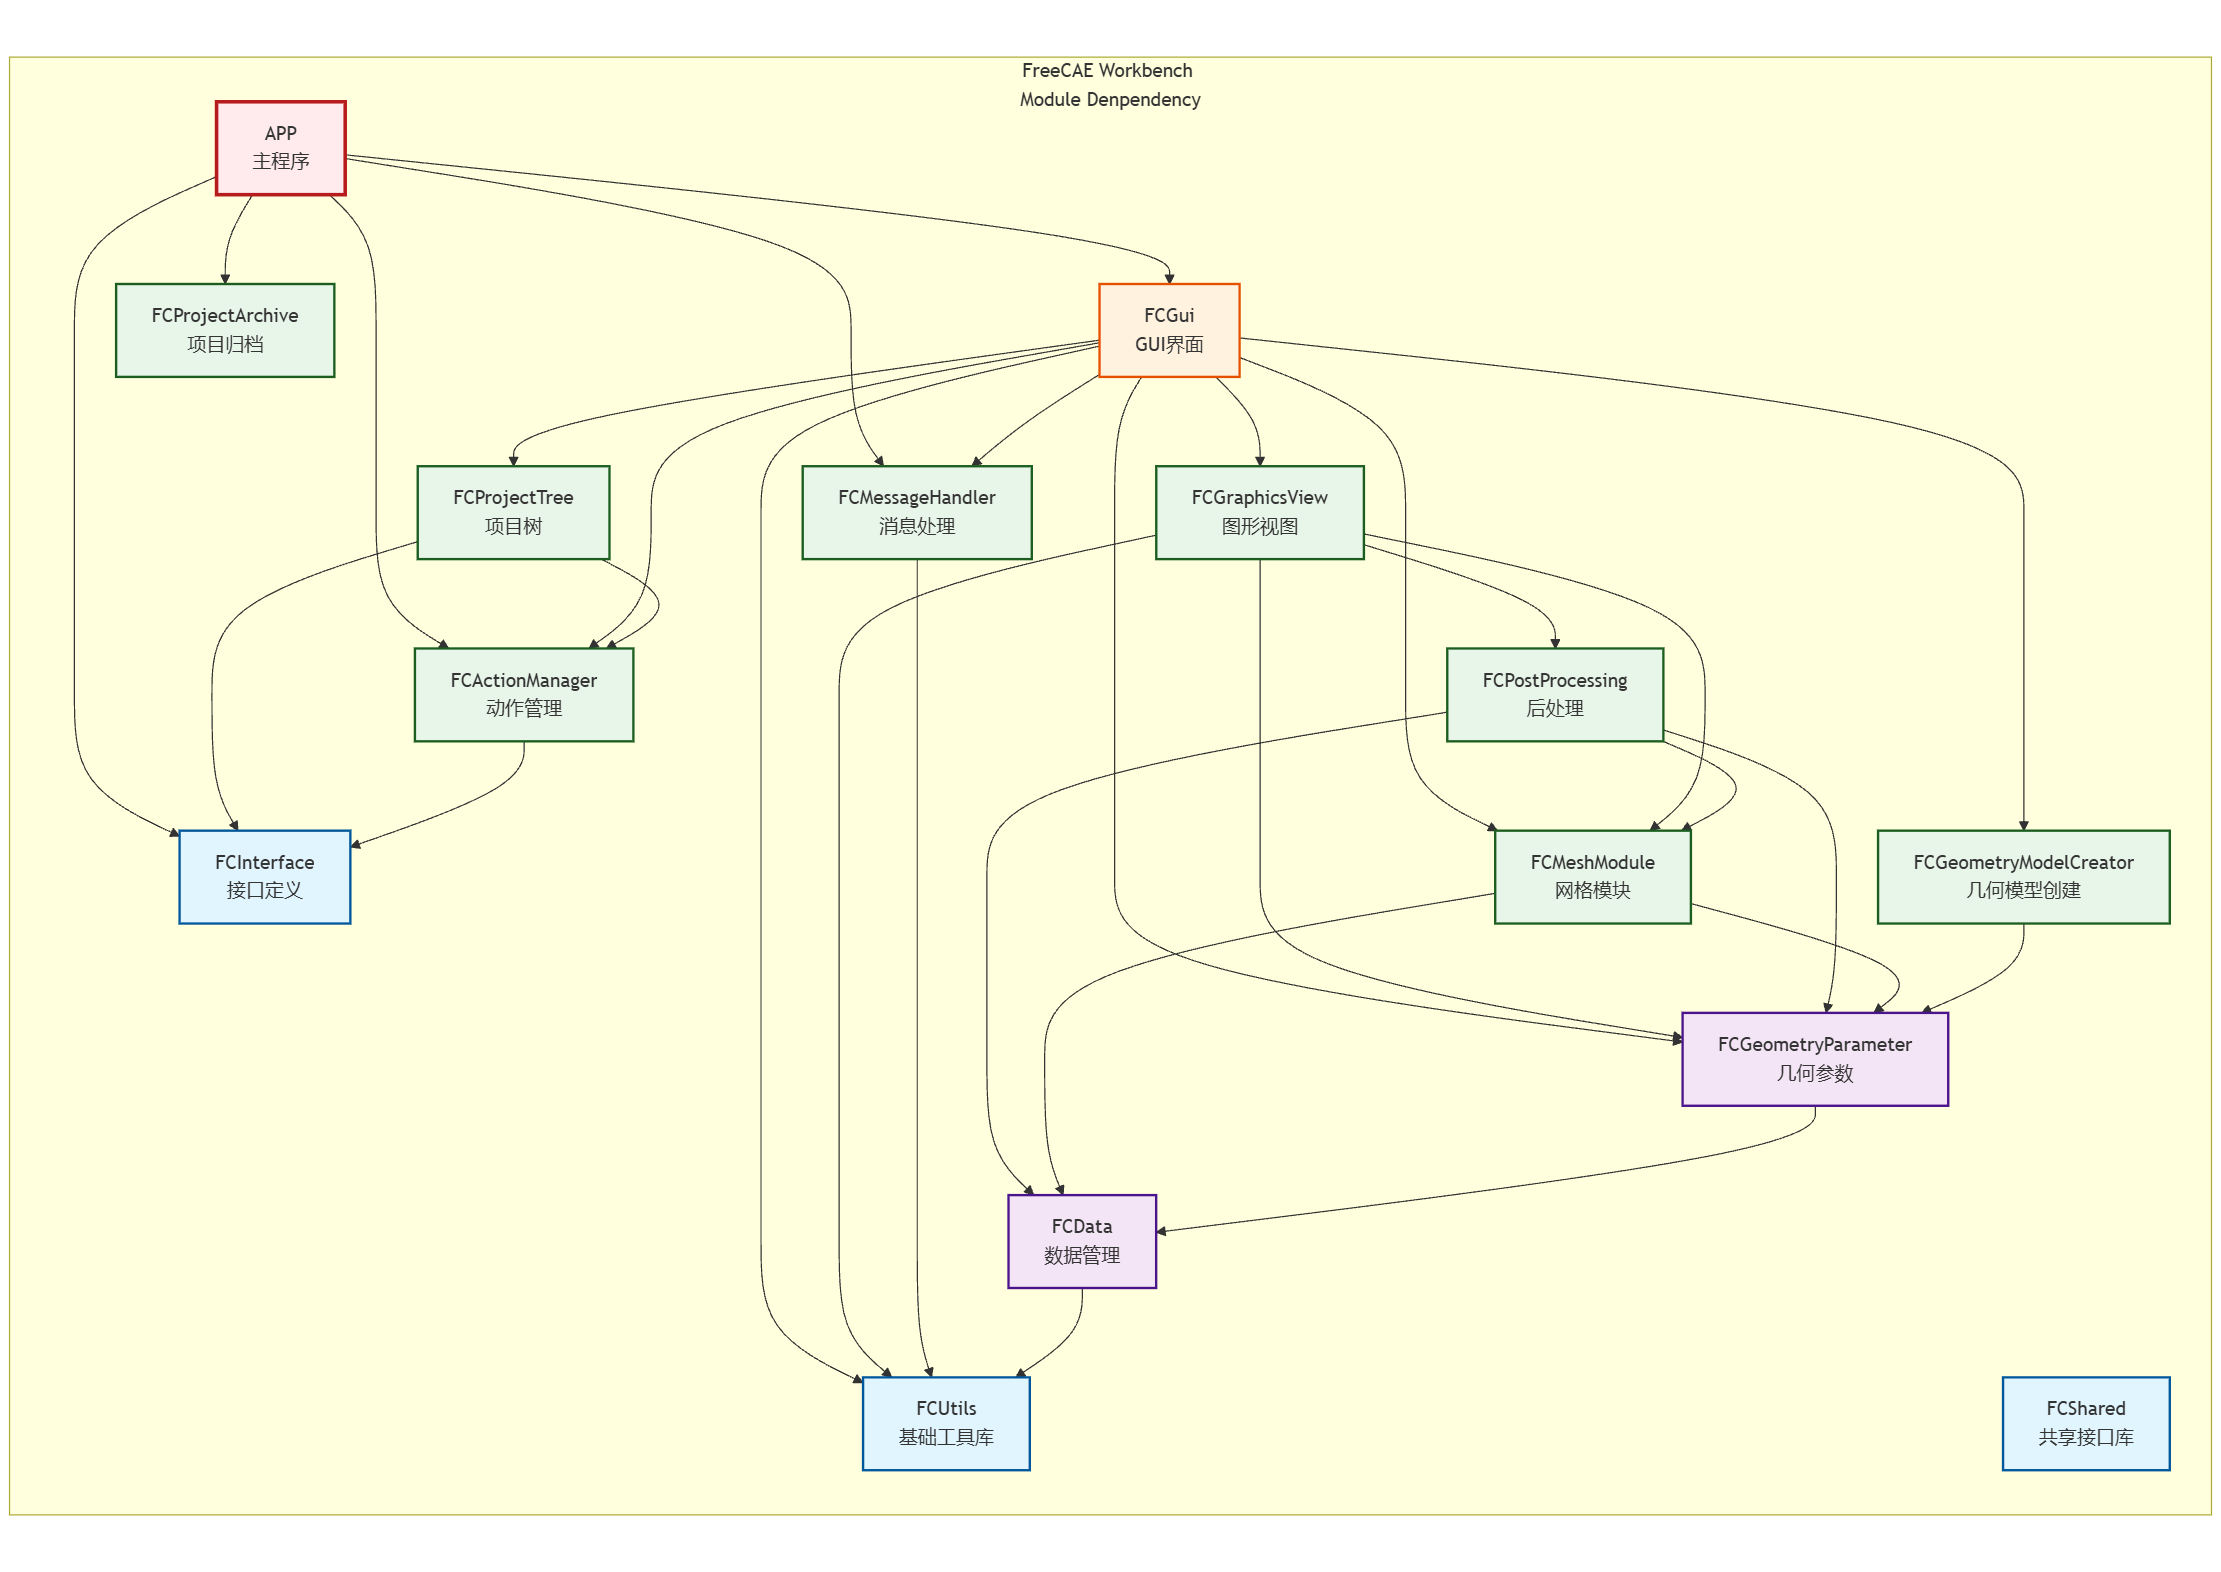 FreeCAE Workbench
Module Denpendency
APP
主程序
FCProjectArchive
项目归档
FCGui
GUI界面
FCProjectTree
项目树
FCMessageHandler
消息处理
FCGraphicsView
图形视图
FCActionManager
动作管理
FCPostProcessing
后处理
FCInterface
接口定义
FCMeshModule
网格模块
FCGeometryModelCreator
几何模型创建
FCGeometryParameter
几何参数
FCData
数据管理
FCUtils
基础工具库
FCShared
共享接口库